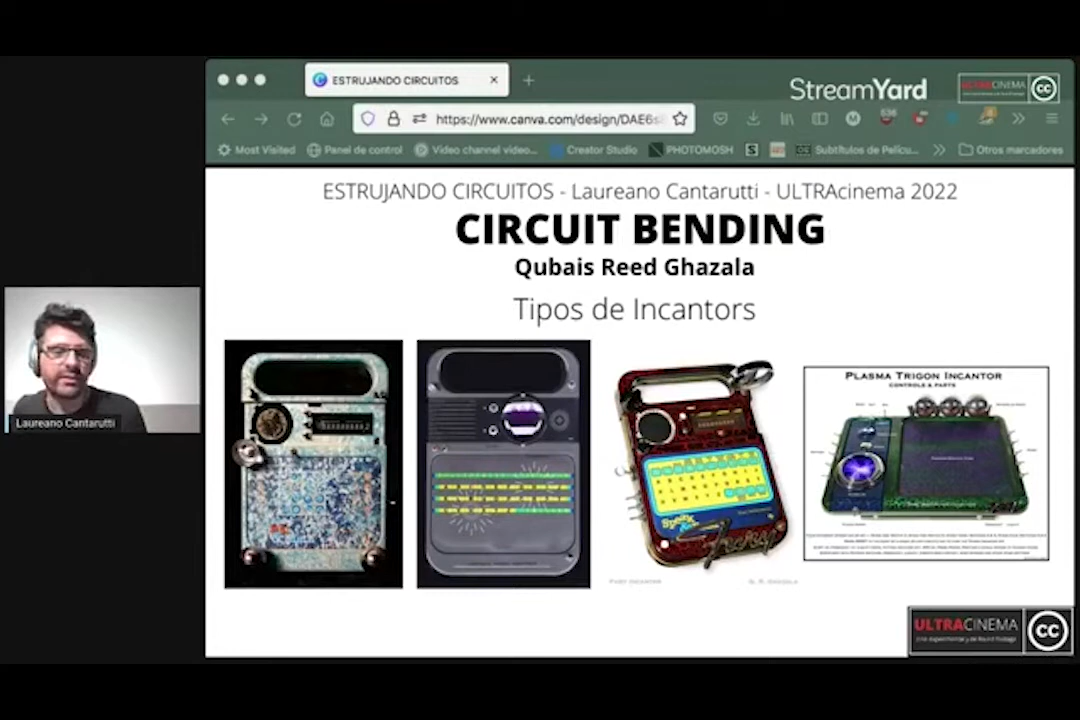 ESTRUJANDO CIRCUITOS
StreamYard
ULTRACINEMA
https://www.canva.com/design/DAE6s
Most Visited
Panel de control
Video channel video...
Creator Studio
PHOTOMOSH
Subtítulos de Pelícu...
Otros marcadores
ESTRUJANDO CIRCUITOS - Laureano Cantarutti - ULTRAcinema 2022
CIRCUIT BENDING
Qubais Reed Ghazala
Tipos de Incantors
PLASMA TRIGON INCANTOR
CONTROLS & PARTS
Laureano Cantarutti
ULTRACINEMA
cc